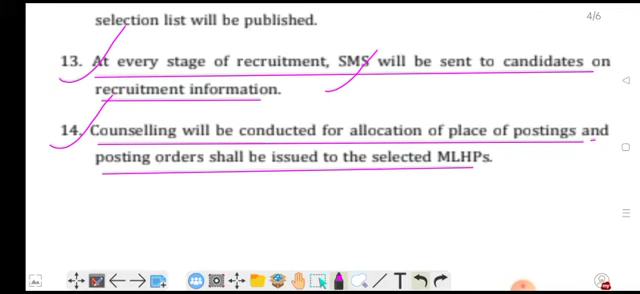 selection list will be published.
4/6
13. At every stage of recruitment, SMS will be sent to candidates on
recruitment information.
14. Counselling will be conducted for allocation of place of postings and
posting orders shall be issued to the selected MLHPs.
T